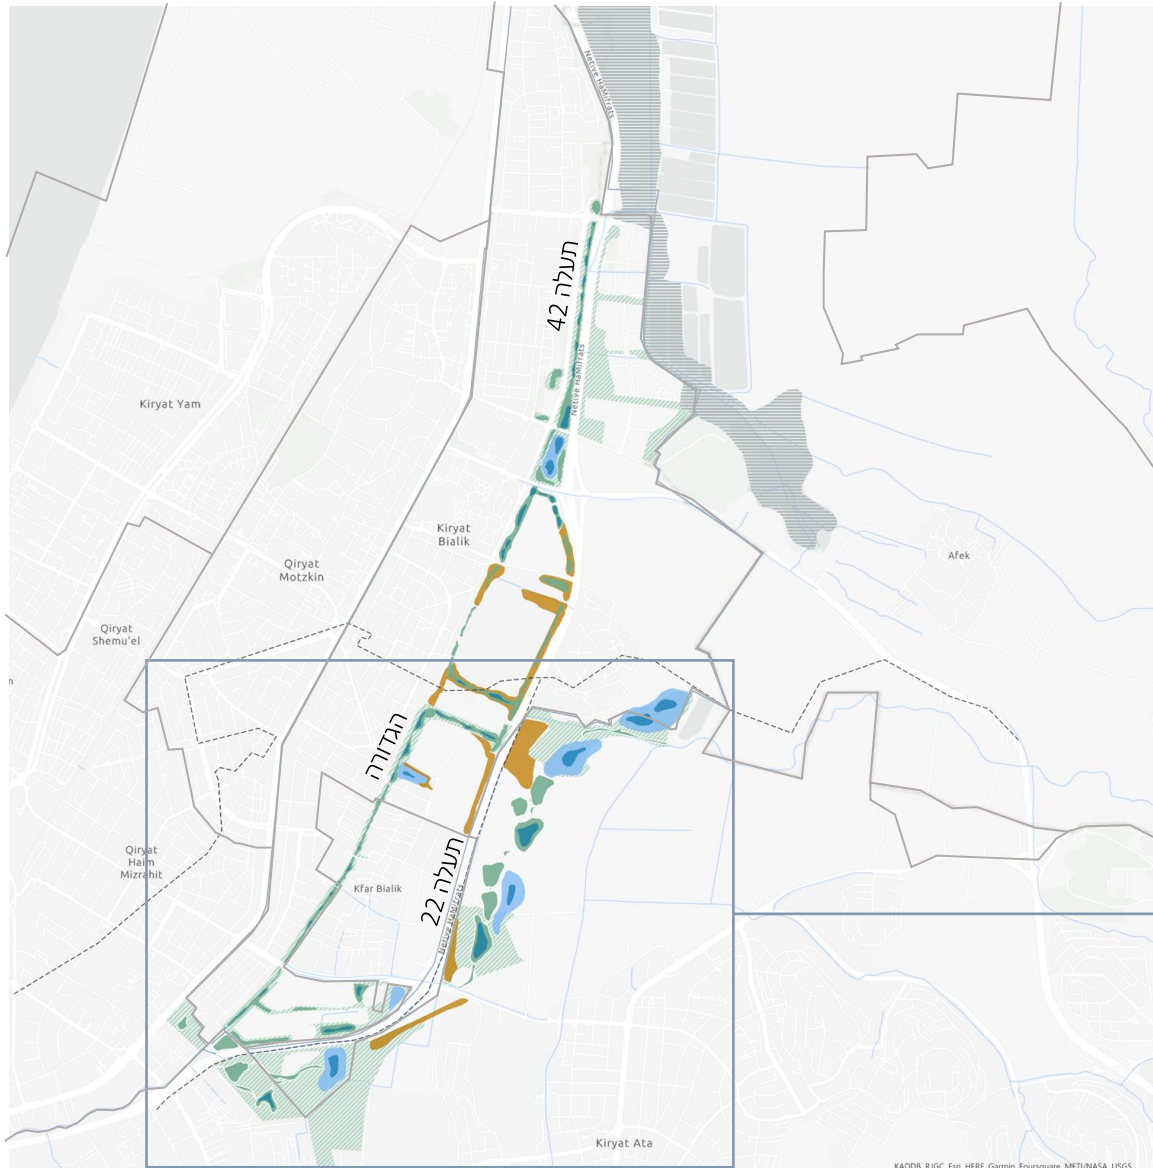 Netive HaMifrats
תעלה 42
Netive HaMifrats
Kiryat Yam
Kiryat
Bialik
Afek
Qiryat
Motzkin
Qiryat
Shemu'el
n
הגדורה
תעלה 22
Qiryat
Haim
Mizrahit
Kfar Bialik
Netive HaMifrats
Kiryat Ata
KADDB, RJGC, Esri, HERE, Garmin, Foursquare, METI/NASA, USGS